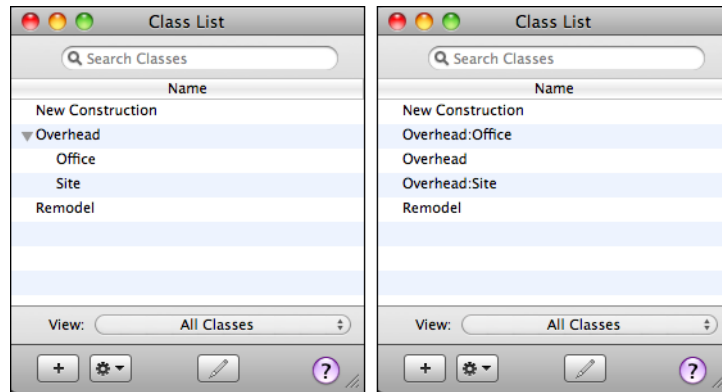 Class List
Search Classes
Name
New Construction
Overhead
Office
Site
Remodel
View: All Classes
+
?
Class List
Search Classes
Name
New Construction
Overhead:Office
Overhead
Overhead:Site
Remodel
View: All Classes
+
?